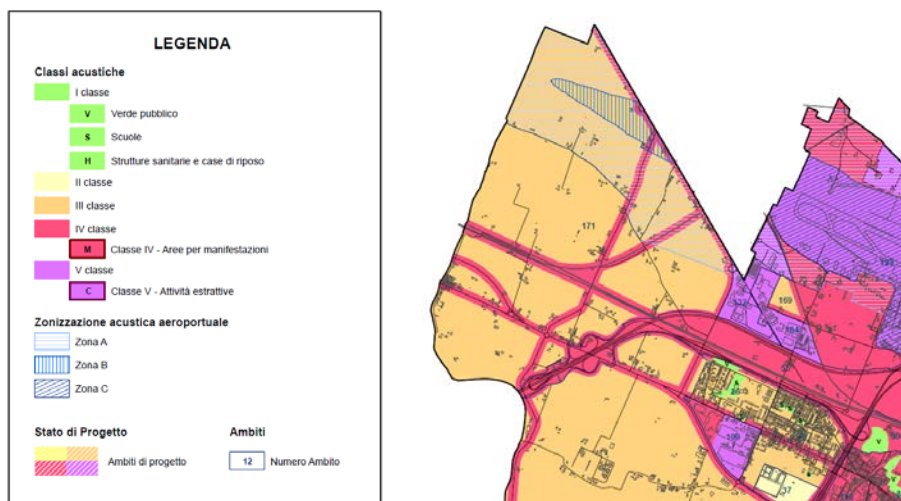 LEGENDA
Classi acustiche
I classe
V Verde pubblico
S Scuole
H Strutture sanitarie e case di riposo
II classe
III classe
IV classe
M Classe IV - Aree per manifestazioni
V classe
C Classe V - Attività estrattive
Zonizzazione acustica aeroportuale
Zona A
Zona B
Zona C
Stato di Progetto
Ambiti di progetto
Ambiti
12 Numero Ambito
171
169
V
37